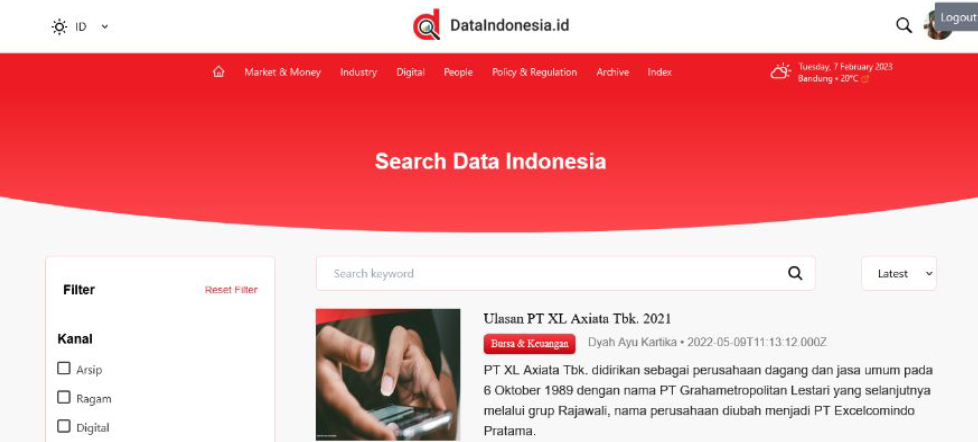 ID
DataIndonesia.id
Logout
Market & Money Industry Digital People Policy & Regulation Archive Index
Tuesday, 7 February 2023
Bandung • 20°C
Search Data Indonesia
Filter Reset Filter
Kanal
Arsip
Ragam
Digital
Search keyword
Latest
Ulasan PT XL Axiata Tbk. 2021
Bursa & Keuangan Dyah Ayu Kartika • 2022-05-09T11:13:12.000Z
PT XL Axiata Tbk. didirikan sebagai perusahaan dagang dan jasa umum pada
6 Oktober 1989 dengan nama PT Grahametropolitan Lestari yang selanjutnya
melalui grup Rajawali, nama perusahaan diubah menjadi PT Excelcomindo
Pratama.